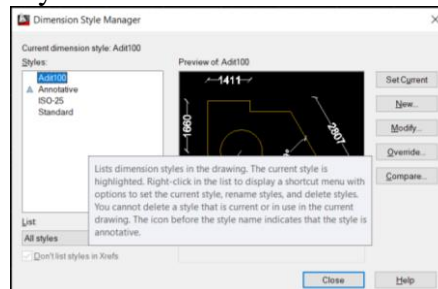 Dimension Style Manager
Current dimension style: Adit100
Styles:
Preview of: Adit100
Adit100
Annotative
ISO-25
Standard
1411
1660
2807
Set Current
New...
Modify...
Override...
Compare...
Lists dimension styles in the drawing. The current style is
highlighted. Right-click in the list to display a shortcut menu with
options to set the current style, rename styles, and delete styles.
You cannot delete a style that is current or in use in the current
drawing. The icon before the style name indicates that the style is
annotative.
List
All styles
Don't list styles in Xrefs
Close
Help